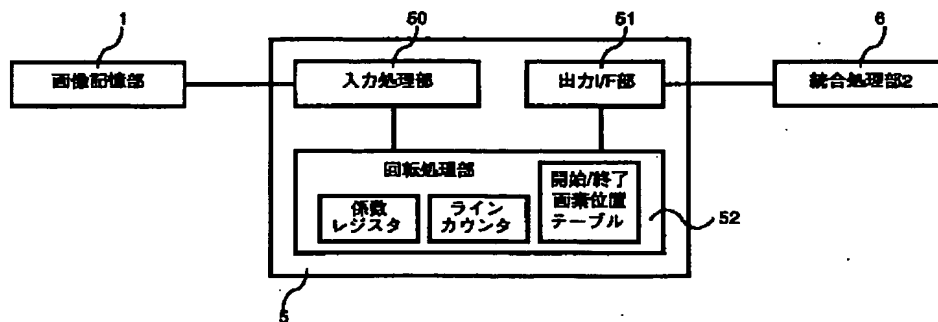 1
50
51
6
画像記憶部
入力処理部
出力I/F部
統合処理部2
回転処理部
係数
レジスタ
ライン
カウンタ
開始/終了
画素位置
テーブル
52
5